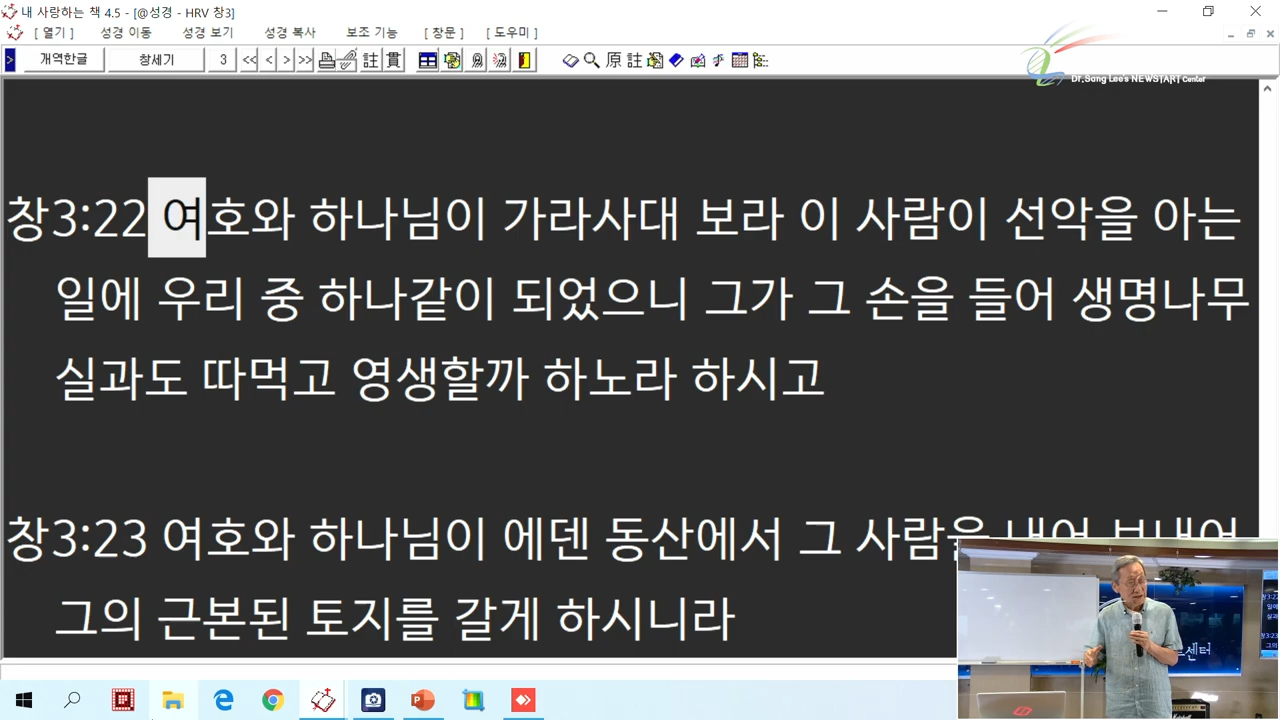 내 사랑하는 책 4.5 - [@성경 - HRV 창3]
[ 열기 ] 성경 이동 성경 보기 성경 복사 보조 기능 [ 창문 ] [ 도우미 ]
> 개역한글 창세기 3 << < > >> 註 貫 原 註
Dr.Sang Lee's NEWSTART Center
창3:22 여호와 하나님이 가라사대 보라 이 사람이 선악을 아는
일에 우리 중 하나같이 되었으니 그가 그 손을 들어 생명나무
실과도 따먹고 영생할까 하노라 하시고
창3:23 여호와 하나님이 에덴 동산에서 그 사람을 내어 보내어
그의 근본된 토지를 갈게 하시니라
센터